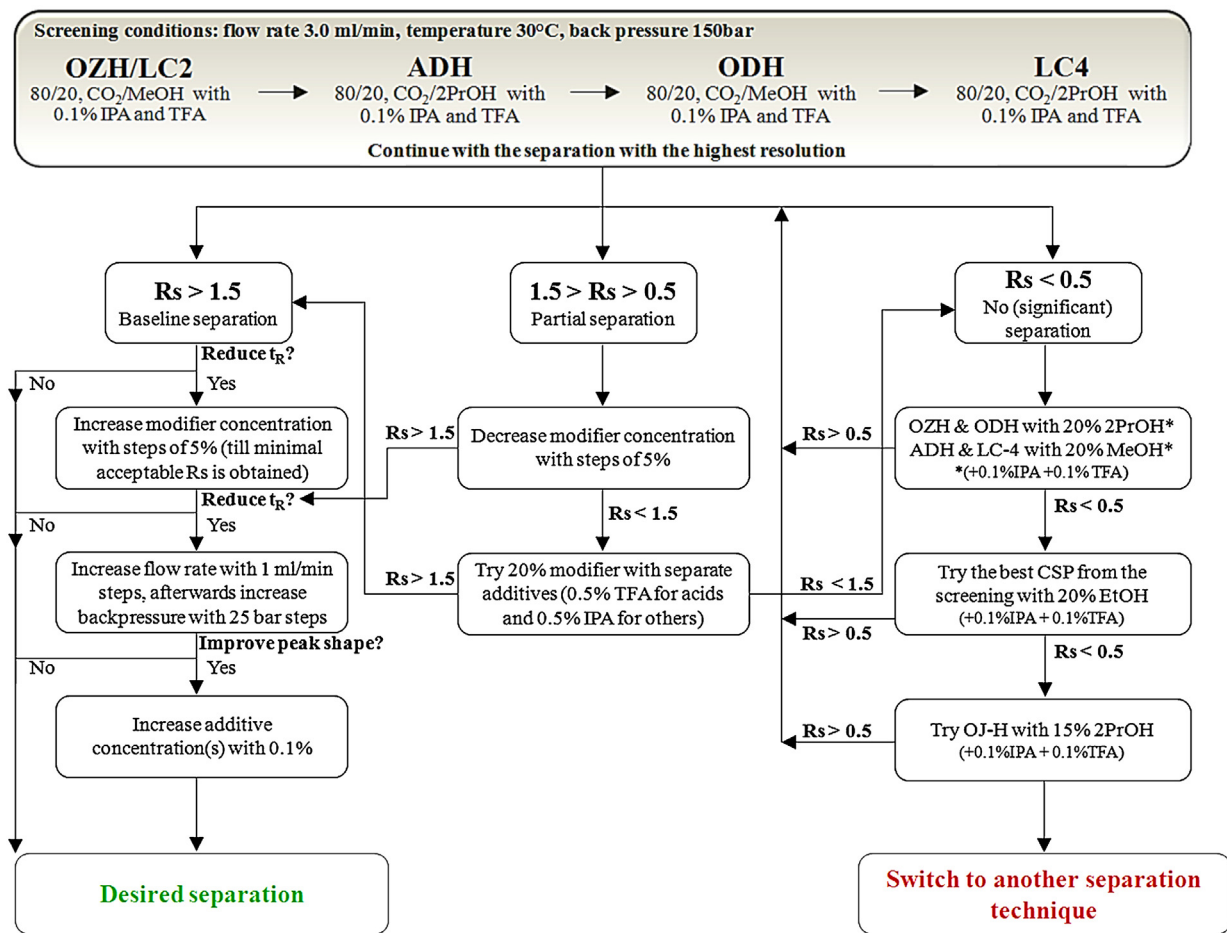 Screening conditions: flow rate 3.0 ml/min, temperature 30°C, back pressure 150bar
OZH/LC2
80/20, CO₂/MeOH with
0.1% IPA and TFA
ADH
80/20, CO₂/2PrOH with
0.1% IPA and TFA
ODH
80/20, CO₂/MeOH with
0.1% IPA and TFA
LC4
80/20, CO₂/2PrOH with
0.1% IPA and TFA
Continue with the separation with the highest resolution
Rs > 1.5
Baseline separation
Reduce tR?
No
Yes
Increase modifier concentration
with steps of 5% (till minimal
acceptable Rs is obtained)
Reduce tR?
No
Yes
Increase flow rate with 1 ml/min
steps, afterwards increase
backpressure with 25 bar steps
Improve peak shape?
No
Yes
Increase additive
concentration(s) with 0.1%
Desired separation
1.5 > Rs > 0.5
Partial separation
Rs > 1.5
Decrease modifier concentration
with steps of 5%
Rs < 1.5
Rs > 1.5
Try 20% modifier with separate
additives (0.5% TFA for acids
and 0.5% IPA for others)
Rs < 1.5
Rs < 0.5
No (significant)
separation
Rs > 0.5
OZH & ODH with 20% 2PrOH*
ADH & LC-4 with 20% MeOH*
*(+0.1%IPA +0.1% TFA)
Rs < 0.5
Try the best CSP from the
screening with 20% EtOH
(+0.1%IPA + 0.1%TFA)
Rs > 0.5
Rs < 0.5
Rs > 0.5
Try OJ-H with 15% 2PrOH
(+0.1%IPA + 0.1%TFA)
Switch to another separation
technique